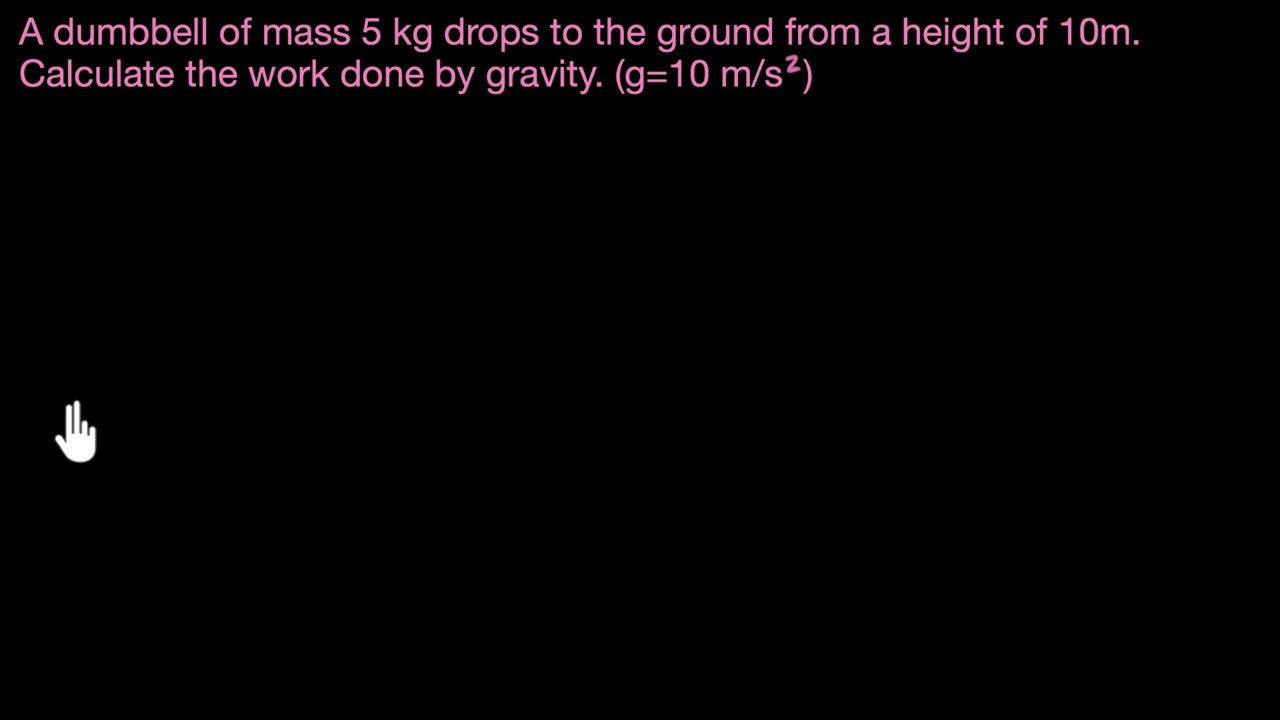 A dumbbell of mass 5 kg drops to the ground from a height of 10m.
Calculate the work done by gravity. (g=10 m/s²)